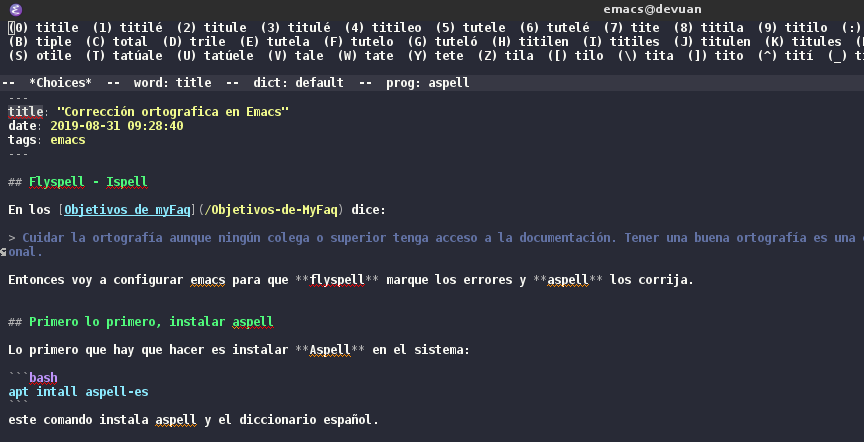 emacs@devuan
(0) titile (1) titilé (2) titule (3) titulé (4) titileo (5) tutele (6) tutelé (7) tite (8) titila (9) titilo (:)
(B) tiple (C) total (D) trile (E) tutela (F) tutelo (G) tuteló (H) titilen (I) titiles (J) titulen (K) titules
(S) otile (T) tatúale (U) tatúele (V) tale (W) tate (Y) tete (Z) tila ([) tilo (\) tita (]) tito (^) tití (_)
-- *Choices* -- word: title -- dict: default -- prog: aspell
---
title: "Corrección ortografica en Emacs"
date: 2019-08-31 09:28:40
tags: emacs
---
## Flyspell - Ispell
En los [Objetivos de myFaq](/Objetivos-de-MyFaq) dice:
> Cuidar la ortografía aunque ningún colega o superior tenga acceso a la documentación. Tener una buena ortografía es una
onal.
Entonces voy a configurar emacs para que **flyspell** marque los errores y **aspell** los corrija.
## Primero lo primero, instalar aspell
Lo primero que hay que hacer es instalar **Aspell** en el sistema:
```bash
apt intall aspell-es
```
este comando instala aspell y el diccionario español.